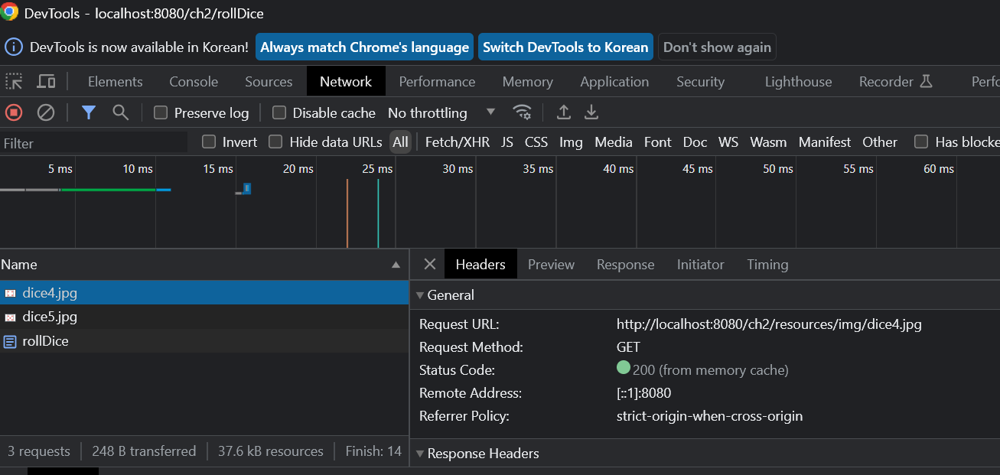 DevTools - localhost:8080/ch2/rollDice
DevTools is now available in Korean! Always match Chrome's language Switch DevTools to Korean Don't show again
Elements Console Sources Network Performance Memory Application Security Lighthouse Recorder Perfo
Preserve log Disable cache No throttling
Filter Invert Hide data URLs All Fetch/XHR JS CSS Img Media Font Doc WS Wasm Manifest Other Has blocke
5 ms 10 ms 15 ms 20 ms 25 ms 30 ms 35 ms 40 ms 45 ms 50 ms 55 ms 60 ms
Name
dice4.jpg
dice5.jpg
rollDice
3 requests 248 B transferred 37.6 kB resources Finish: 14
Headers Preview Response Initiator Timing
General
Request URL: http://localhost:8080/ch2/resources/img/dice4.jpg
Request Method: GET
Status Code: 200 (from memory cache)
Remote Address: [::1]:8080
Referrer Policy: strict-origin-when-cross-origin
Response Headers